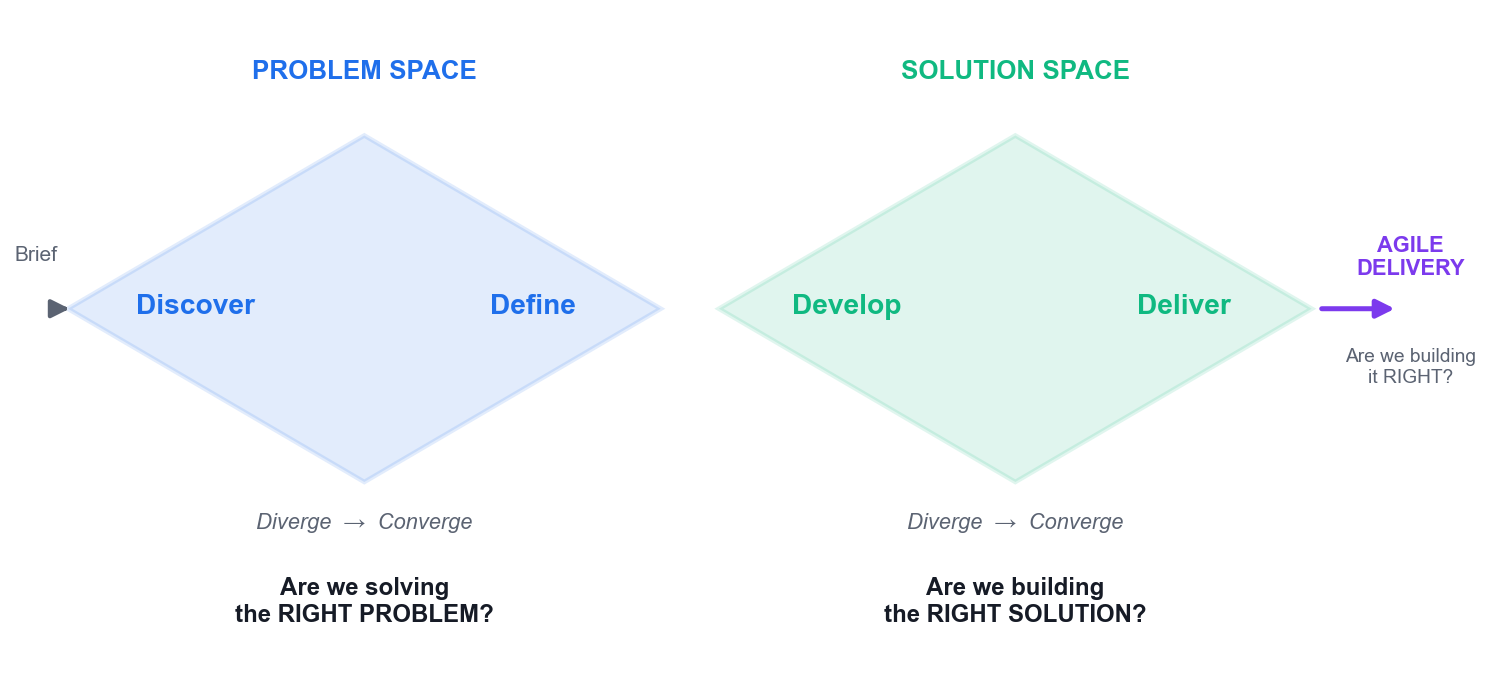 PROBLEM SPACE
SOLUTION SPACE
Brief
Discover
Define
Develop
Deliver
AGILE
DELIVERY
Are we building
it RIGHT?
Diverge → Converge
Diverge → Converge
Are we solving
the RIGHT PROBLEM?
Are we building
the RIGHT SOLUTION?